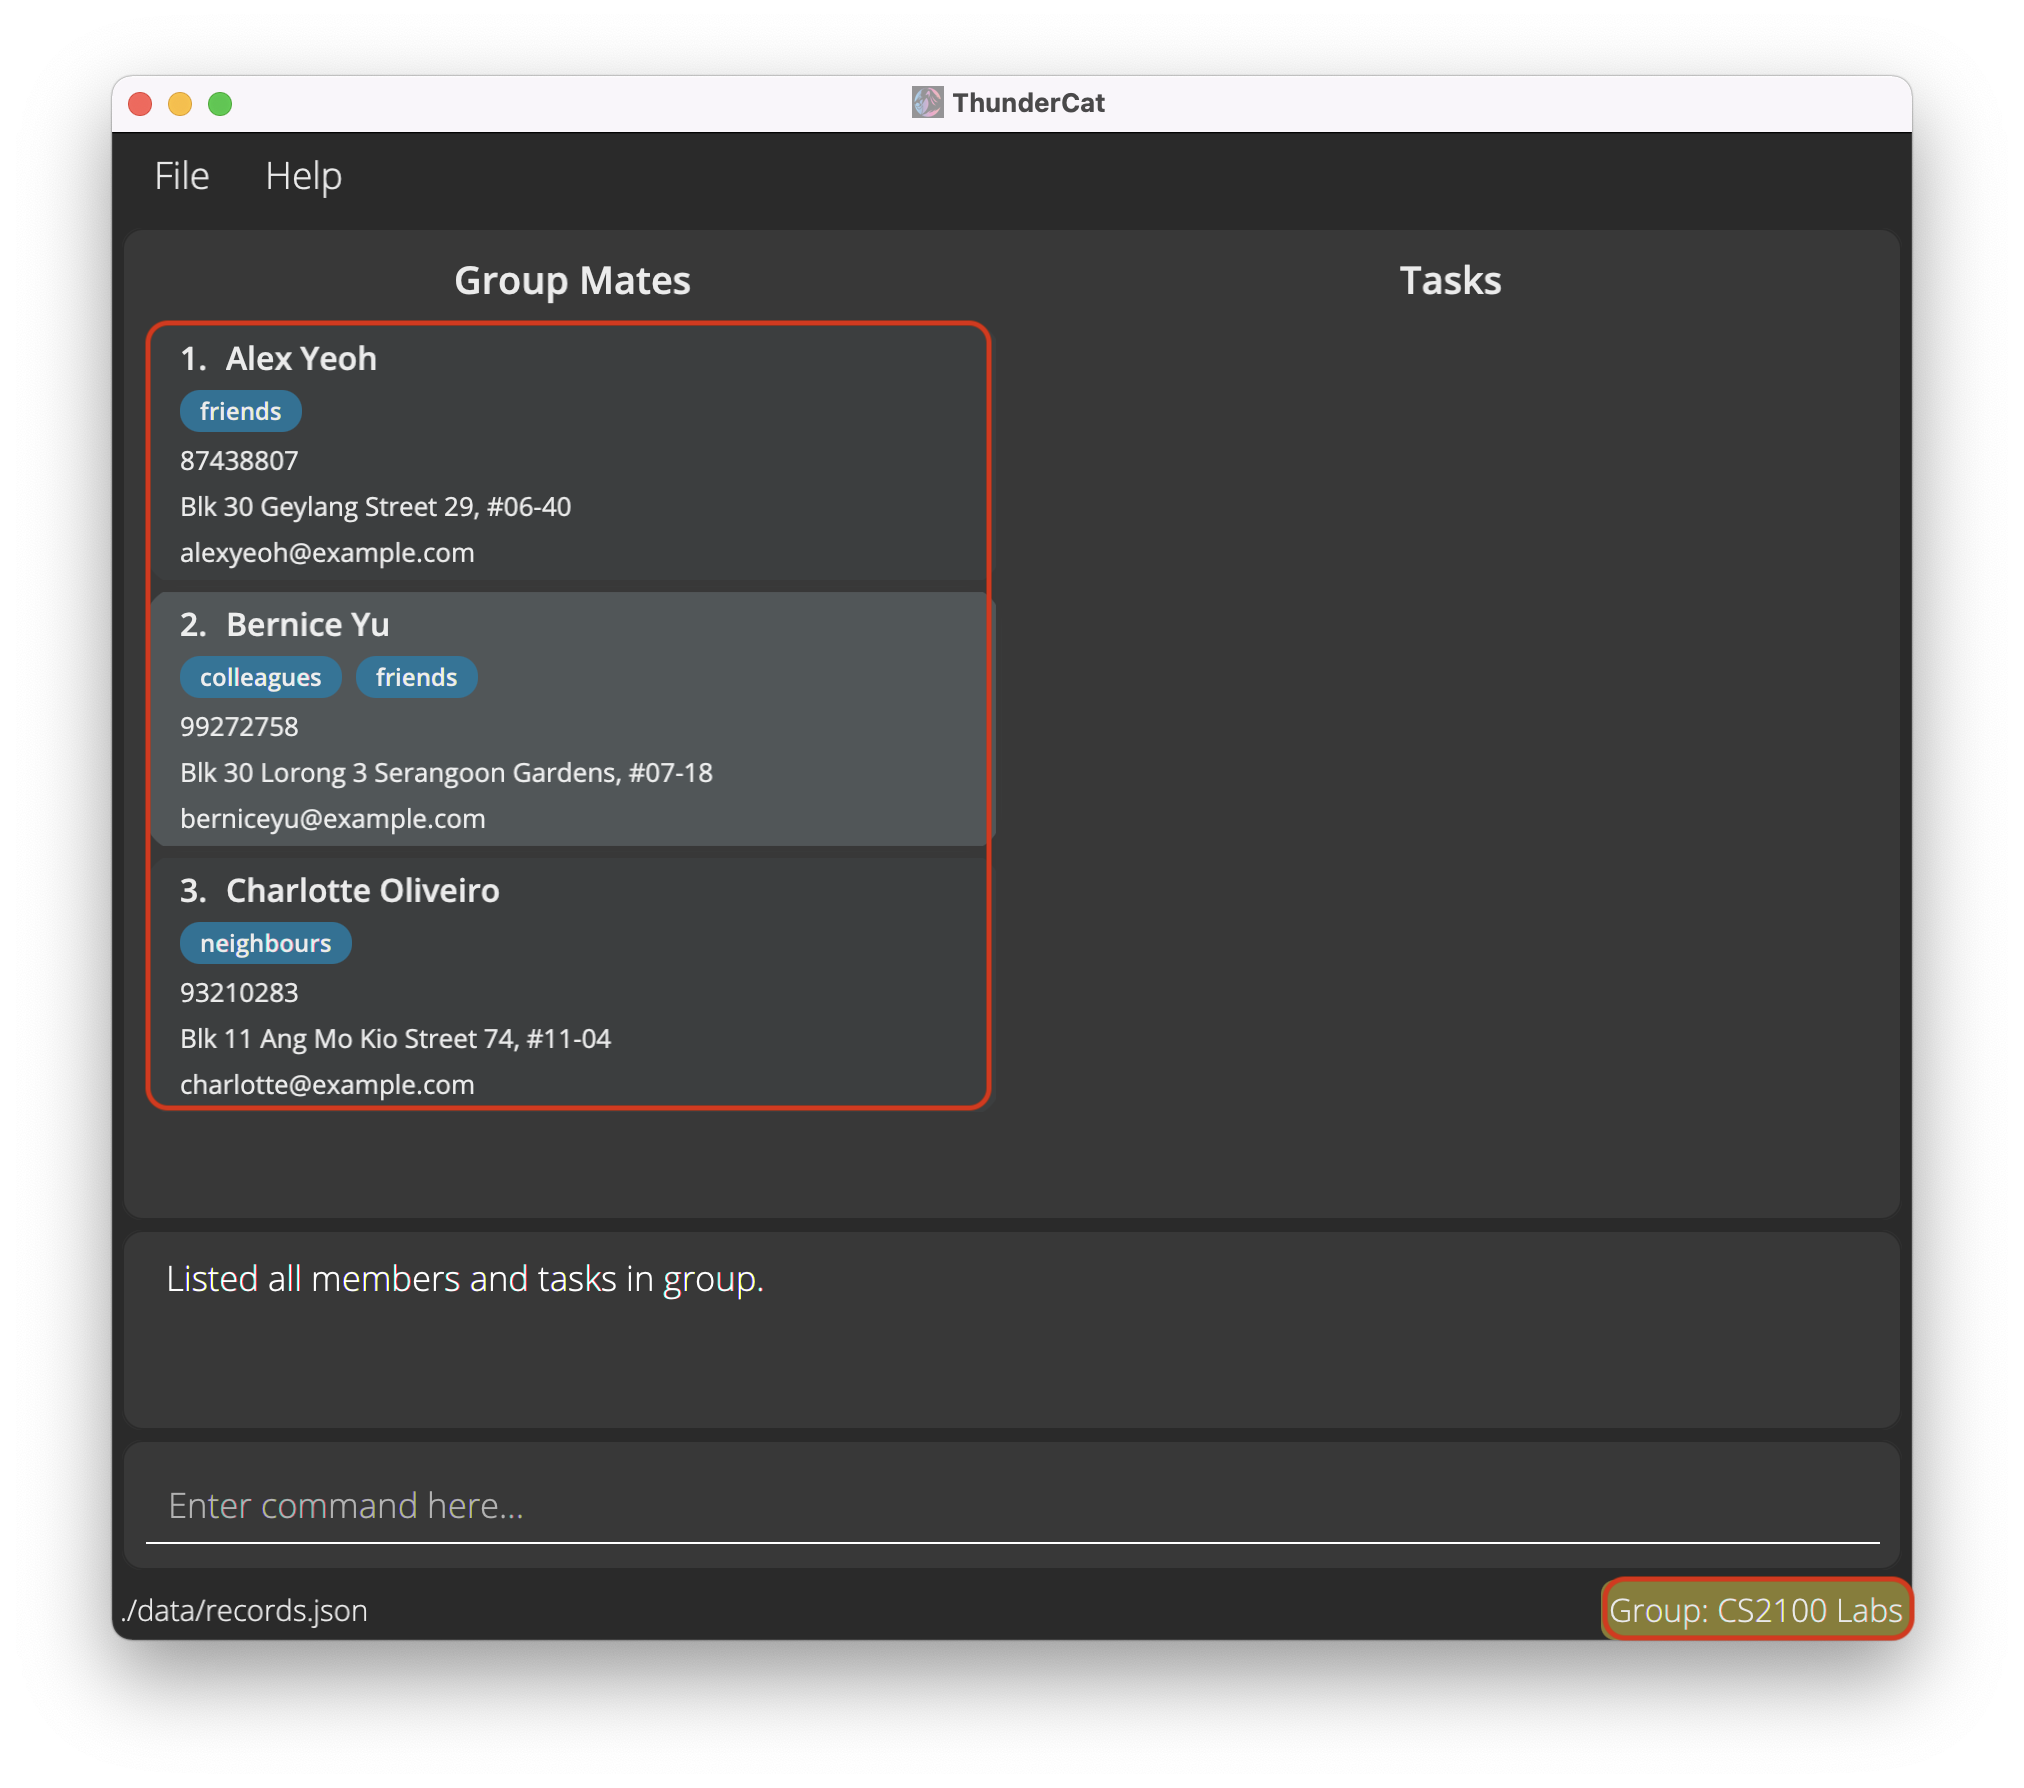 ThunderCat
File Help
Group Mates
Tasks
1. Alex Yeoh
friends
87438807
Blk 30 Geylang Street 29, #06-40
alexyeoh@example.com
2. Bernice Yu
colleagues friends
99272758
Blk 30 Lorong 3 Serangoon Gardens, #07-18
berniceyu@example.com
3. Charlotte Oliveiro
neighbours
93210283
Blk 11 Ang Mo Kio Street 74, #11-04
charlotte@example.com
Listed all members and tasks in group.
Enter command here...
./data/records.json
Group: CS2100 Labs